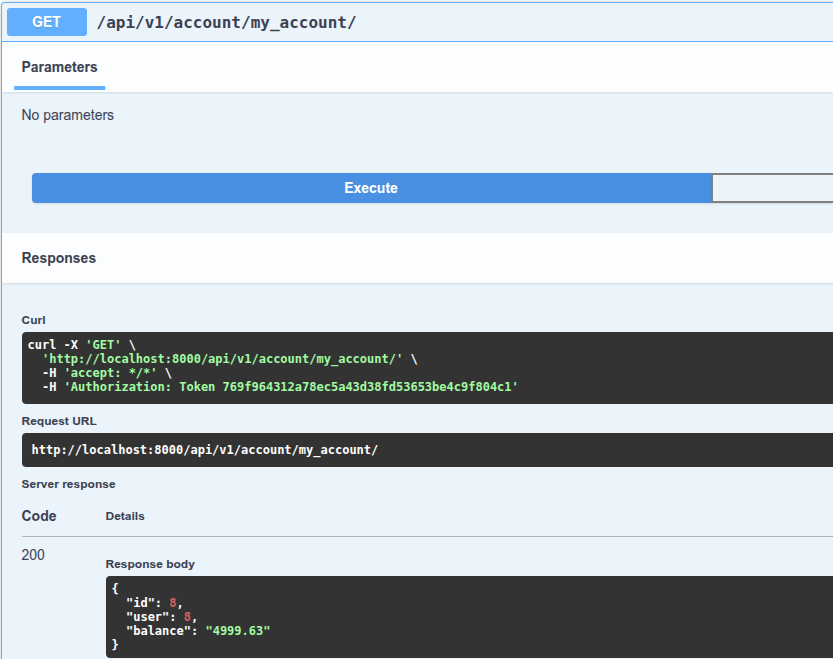 GET /api/v1/account/my_account/
Parameters
No parameters
Execute
Responses
Curl
curl -X 'GET' \
'http://localhost:8000/api/v1/account/my_account/' \
-H 'accept: */*' \
-H 'Authorization: Token 769f964312a78ec5a43d38fd53653be4c9f804c1'
Request URL
http://localhost:8000/api/v1/account/my_account/
Server response
Code Details
200
Response body
{
"id": 8,
"user": 8,
"balance": "4999.63"
}